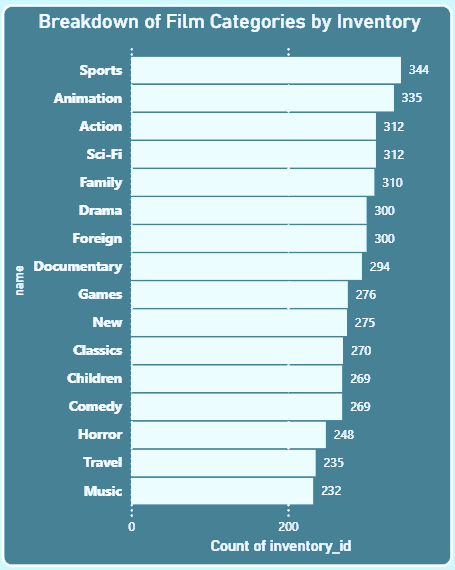 Breakdown of Film Categories by Inventory
name
Sports 344
Animation 335
Action 312
Sci-Fi 312
Family 310
Drama 300
Foreign 300
Documentary 294
Games 276
New 275
Classics 270
Children 269
Comedy 269
Horror 248
Travel 235
Music 232
0 200
Count of inventory_id